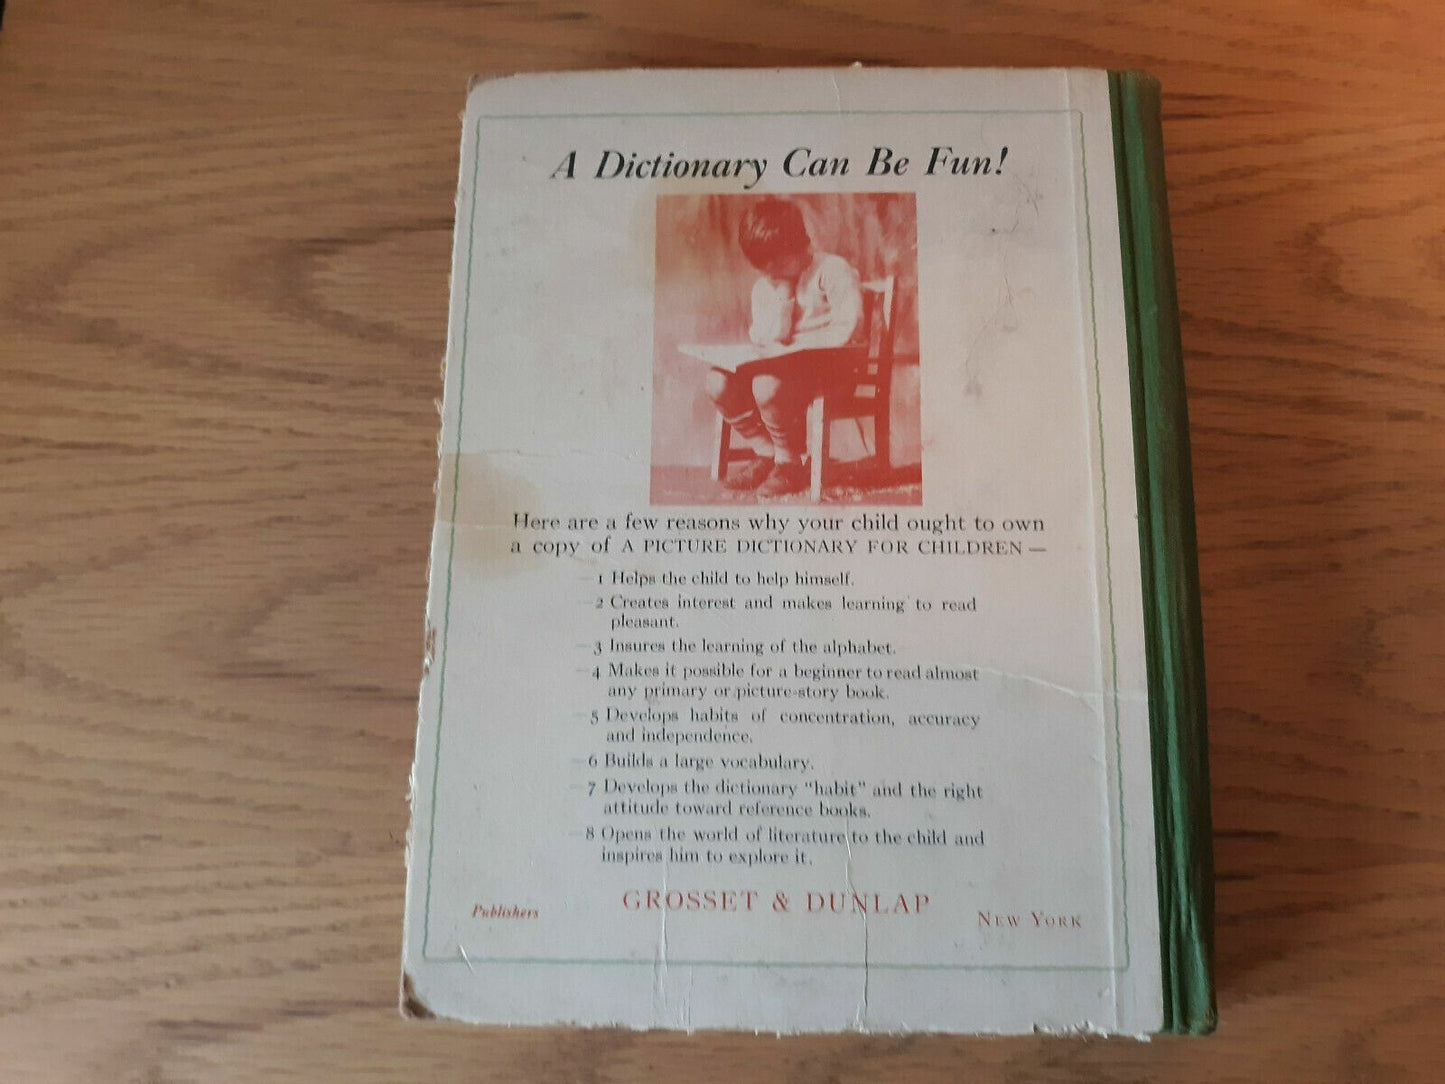 A Dictionary Can Be Fun!
Here are a few reasons why your child ought to own
a copy of A PICTURE DICTIONARY FOR CHILDREN —
1 Helps the child to help himself.
2 Creates interest and makes learning to read
pleasant.
3 Insures the learning of the alphabet.
4 Makes it possible for a beginner to read almost
any primary or picture-story book.
5 Develops habits of concentration, accuracy
and independence.
6 Builds a large vocabulary.
7 Develops the dictionary "habit" and the right
attitude toward reference books.
8 Opens the world of literature to the child and
inspires him to explore it.
Publishers GROSSET & DUNLAP NEW YORK